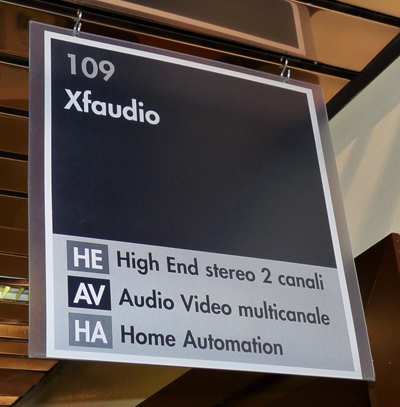 109
Xfaudio
HE High End stereo 2 canali
AV Audio Video multicanale
HA Home Automation